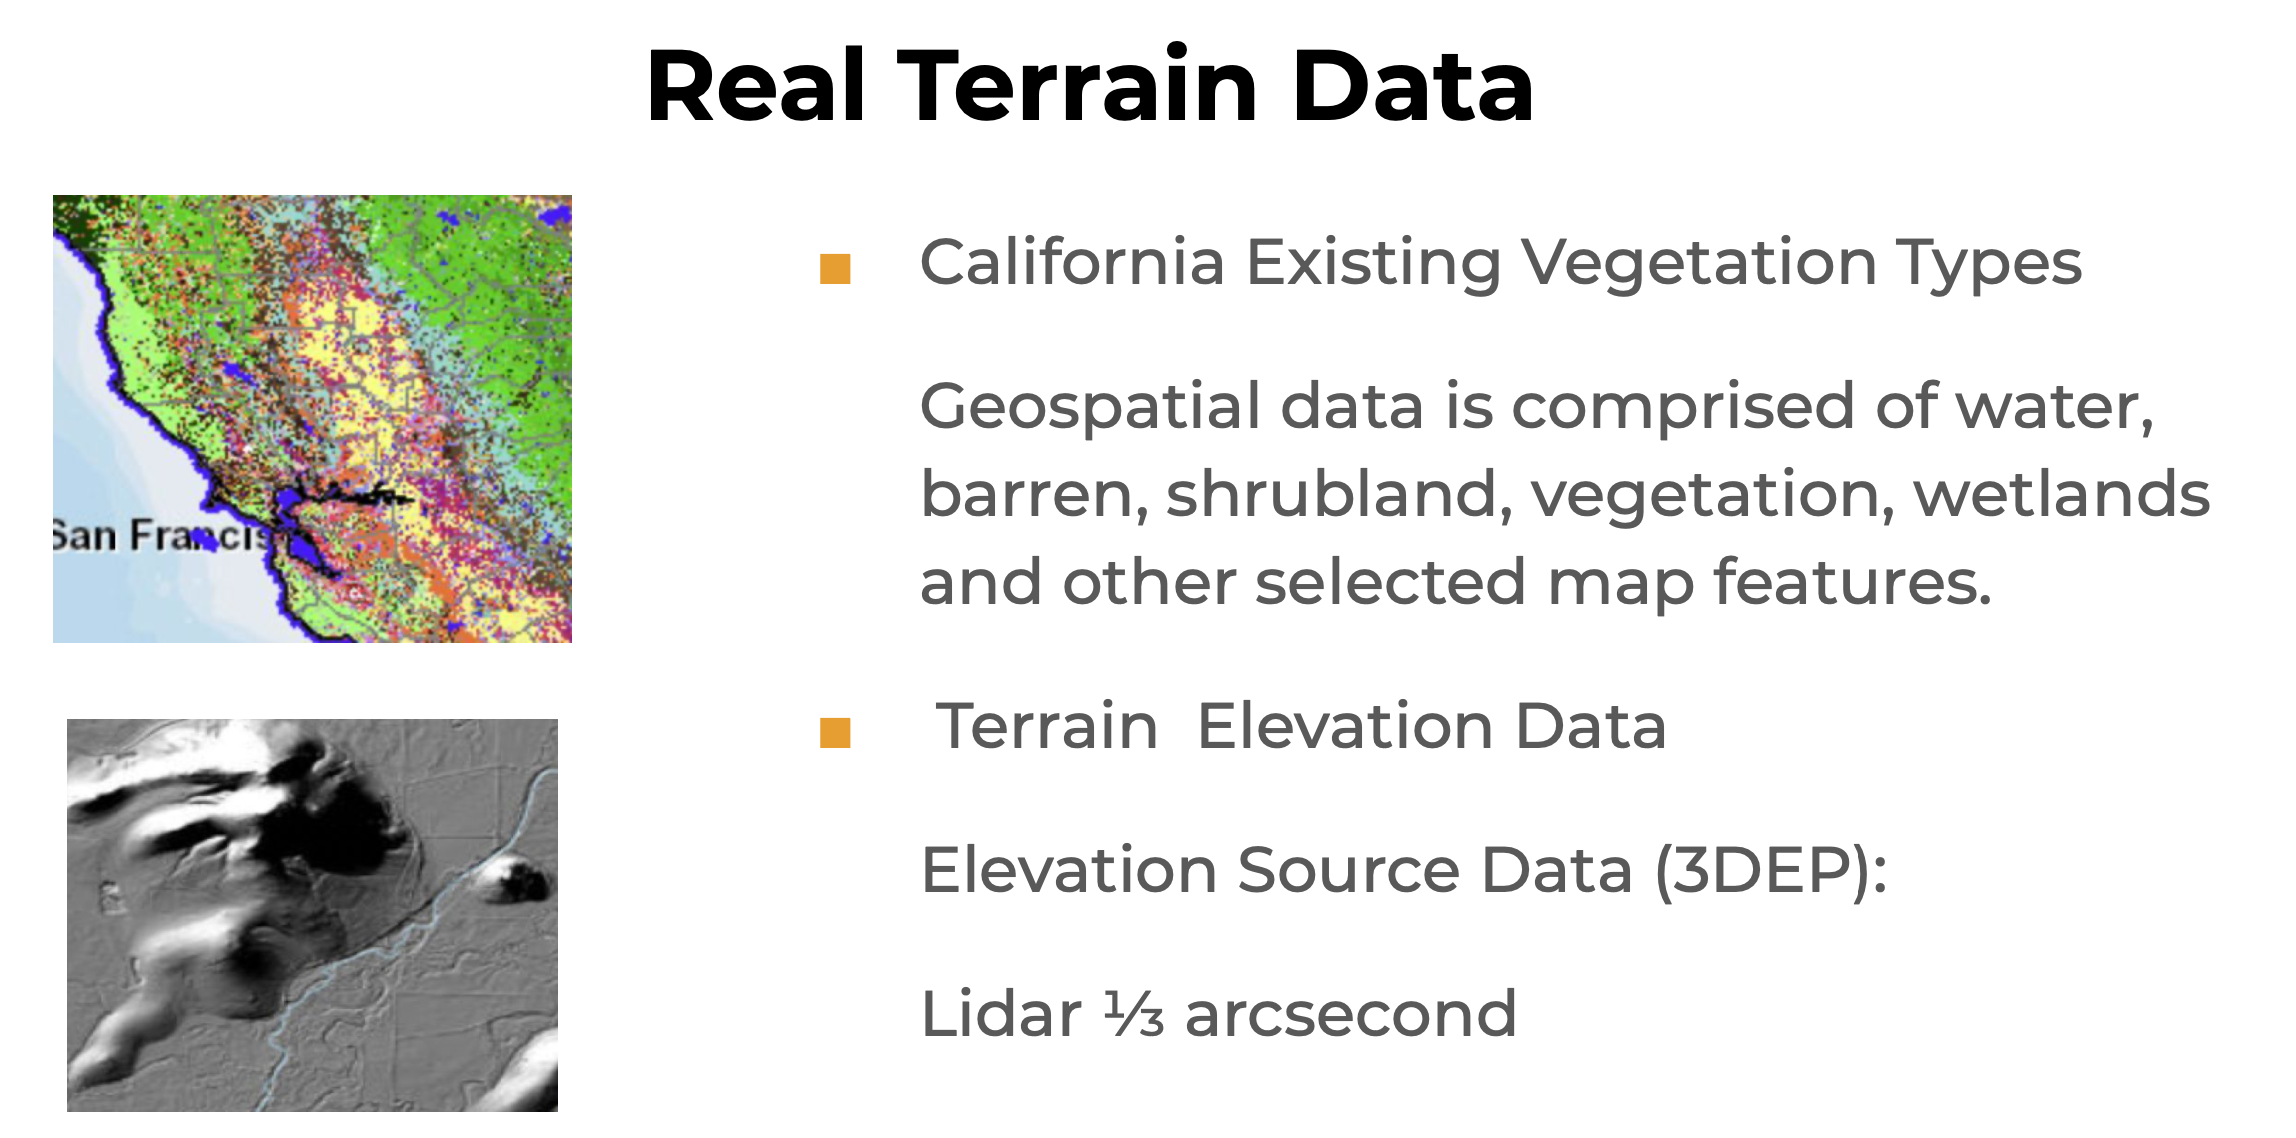 Real Terrain Data
■ California Existing Vegetation Types
Geospatial data is comprised of water,
barren, shrubland, vegetation, wetlands
and other selected map features.
San Francis
■ Terrain Elevation Data
Elevation Source Data (3DEP):
Lidar ⅓ arcsecond